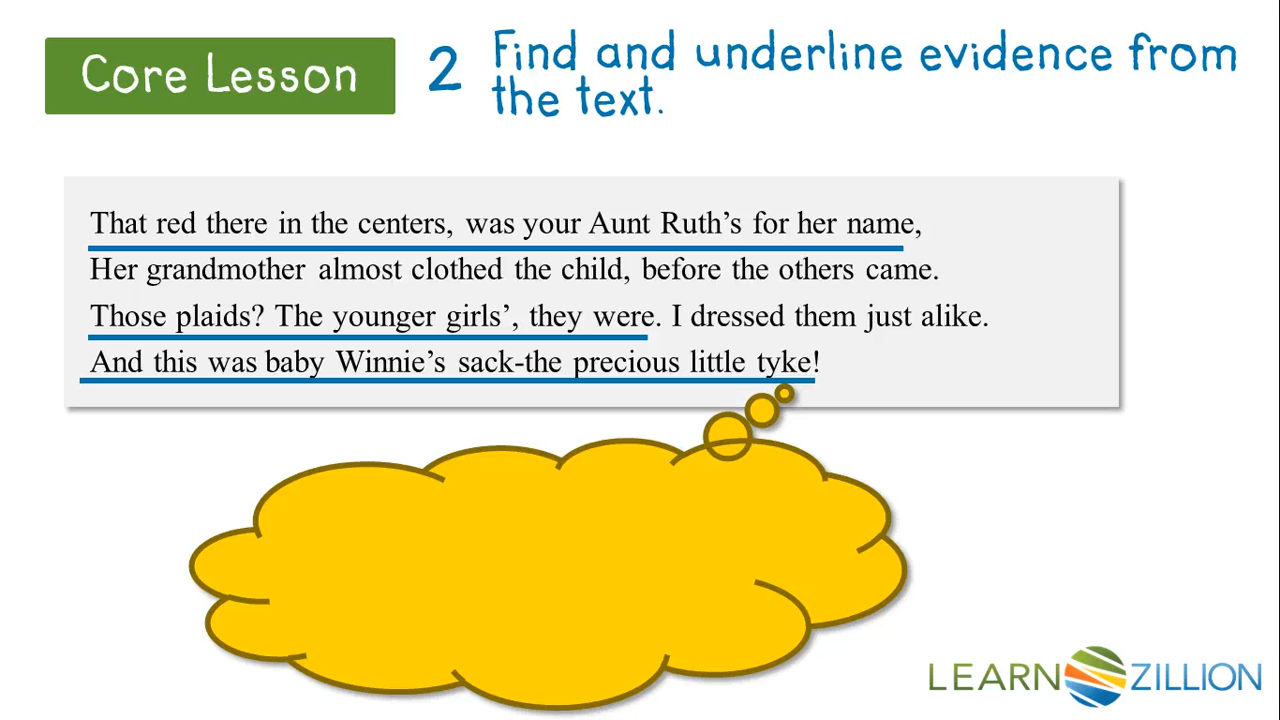 Core Lesson
2 Find and underline evidence from
the text.
That red there in the centers, was your Aunt Ruth’s for her name,
Her grandmother almost clothed the child, before the others came.
Those plaids? The younger girls’, they were. I dressed them just alike.
And this was baby Winnie’s sack-the precious little tyke!
LEARN ZILLION